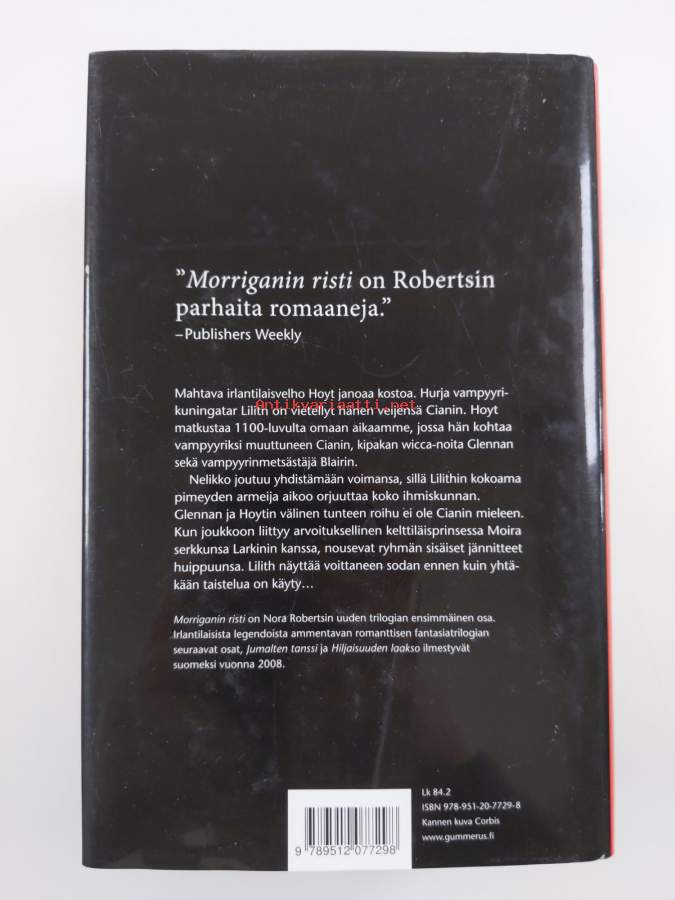 ”Morriganin risti on Robertsin
parhaita romaaneja.”
–Publishers Weekly
Mahtava irlantilaisvelho Hoyt janoaa kostoa. Hurja vampyyri-
kuningatar Lilith on vietellyt hänen veljensä Cianin. Hoyt
Antikvariaatti.net
matkustaa 1100-luvulta omaan aikaamme, jossa hän kohtaa
vampyyriksi muuttuneen Cianin, kipakan wicca-noita Glennan
sekä vampyyrinmetsästäjä Blairin.
Nelikko joutuu yhdistämään voimansa, sillä Lilithin kokoama
pimeyden armeija aikoo orjuuttaa koko ihmiskunnan.
Glennan ja Hoytin välinen tunteen roihu ei ole Cianin mieleen.
Kun joukkoon liittyy arvoituksellinen kelttiläisprinsessa Moira
serkkunsa Larkinin kanssa, nousevat ryhmän sisäiset jännitteet
huippuunsa. Lilith näyttää voittaneen sodan ennen kuin yhtä-
kään taistelua on käyty…
Morriganin risti on Nora Robertsin uuden trilogian ensimmäinen osa.
Irlantilaisista legendoista ammentavan romanttisen fantasiatrilogian
seuraavat osat, Jumalten tanssi ja Hiljaisuuden laakso ilmestyvät
suomeksi vuonna 2008.
Lk 84.2
ISBN 978-951-20-7729-8
Kannen kuva Corbis
www.gummerus.fi
9 789512 077298